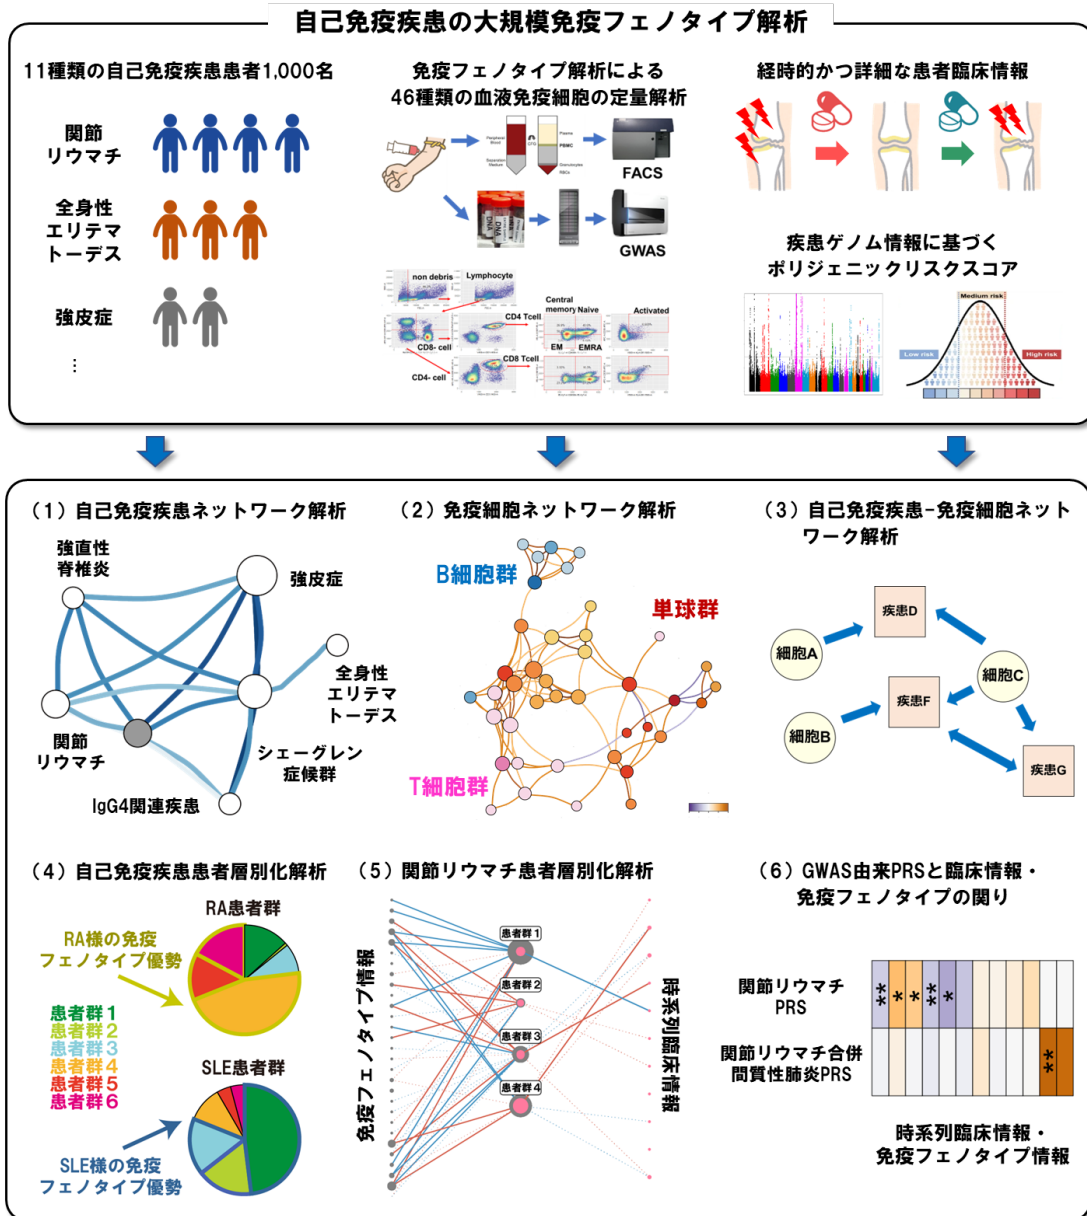 自己免疫疾患の大規模免疫フェノタイプ解析
11種類の自己免疫疾患患者1,000名
関節
リウマチ
全身性
エリテマ
トーデス
強皮症
…
免疫フェノタイプ解析による
46種類の血液免疫細胞の定量解析
Peripheral
Blood
Separation
Medium
CFG
Plasma
PBMC
Granulocytes
RBCs
FACS
DNA
DNA
GWAS
non debris
Lymphocyte
CD4 Tcell
CD8- cell
CD8 Tcell
CD4- cell
Central
memory
Naive
EM
EMRA
Activated
経時的かつ詳細な患者臨床情報
疾患ゲノム情報に基づく
ポリジェニックリスクスコア
Medium risk
Low risk
High risk
(1)自己免疫疾患ネットワーク解析
強直性
脊椎炎
強皮症
全身性
エリテマ
トーデス
関節
リウマチ
シェーグレン
症候群
IgG4関連疾患
(2)免疫細胞ネットワーク解析
B細胞群
単球群
T細胞群
(3)自己免疫疾患-免疫細胞ネット
ワーク解析
疾患D
細胞A
細胞C
疾患F
細胞B
疾患G
(4)自己免疫疾患患者層別化解析
RA患者群
RA様の免疫
フェノタイプ優勢
患者群1
患者群2
患者群3
患者群4
患者群5
患者群6
SLE患者群
SLE様の免疫
フェノタイプ優勢
(5)関節リウマチ患者層別化解析
免疫フェノタイプ情報
患者群1
患者群2
患者群3
患者群4
時系列臨床情報
(6)GWAS由来PRSと臨床情報・
免疫フェノタイプの関り
関節リウマチ
PRS
** * * ** *
関節リウマチ合併
間質性肺炎PRS
**
時系列臨床情報・
免疫フェノタイプ情報